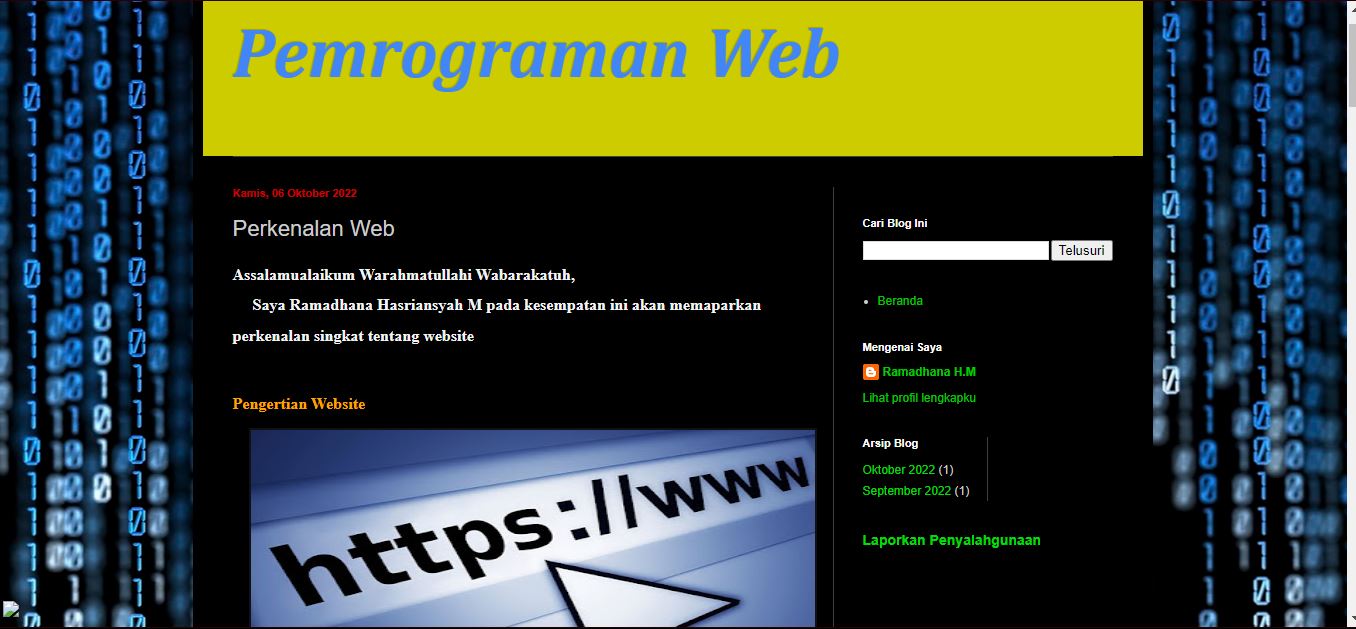 Pemrograman Web
Kamis, 06 Oktober 2022
Perkenalan Web
Assalamualaikum Warahmatullahi Wabarakatuh,
Saya Ramadhana Hasriansyah M pada kesempatan ini akan memaparkan
perkenalan singkat tentang website
Pengertian Website
https://www
Cari Blog Ini
Telusuri
Beranda
Mengenai Saya
Ramadhana H.M
Lihat profil lengkapku
Arsip Blog
Oktober 2022 (1)
September 2022 (1)
Laporkan Penyalahgunaan